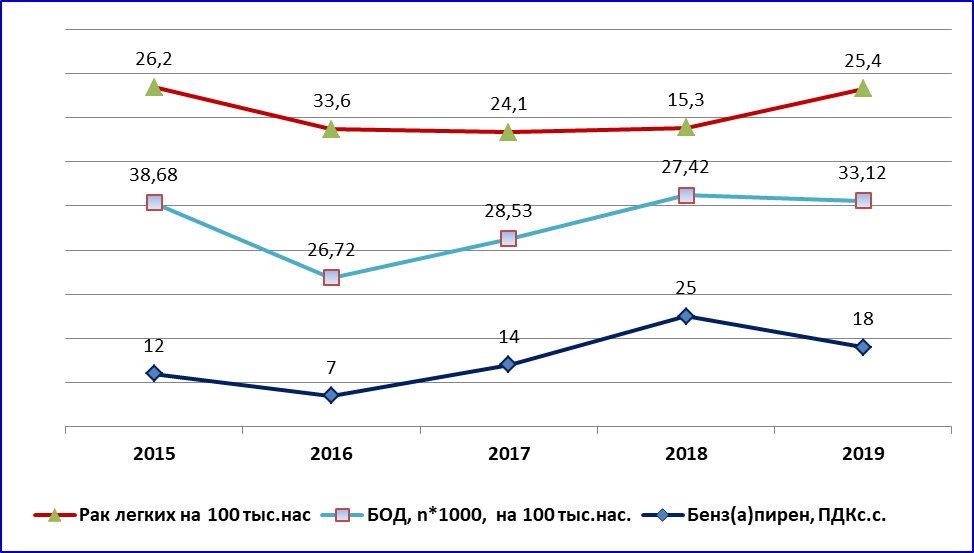 26,2 33,6 24,1 15,3 25,4
38,68 26,72 28,53 27,42 33,12
12 7 14 25 18
2015 2016 2017 2018 2019
Рак легких на 100 тыс.нас БОД, n*1000, на 100 тыс.нас. Бенз(а)пирен, ПДКс.с.